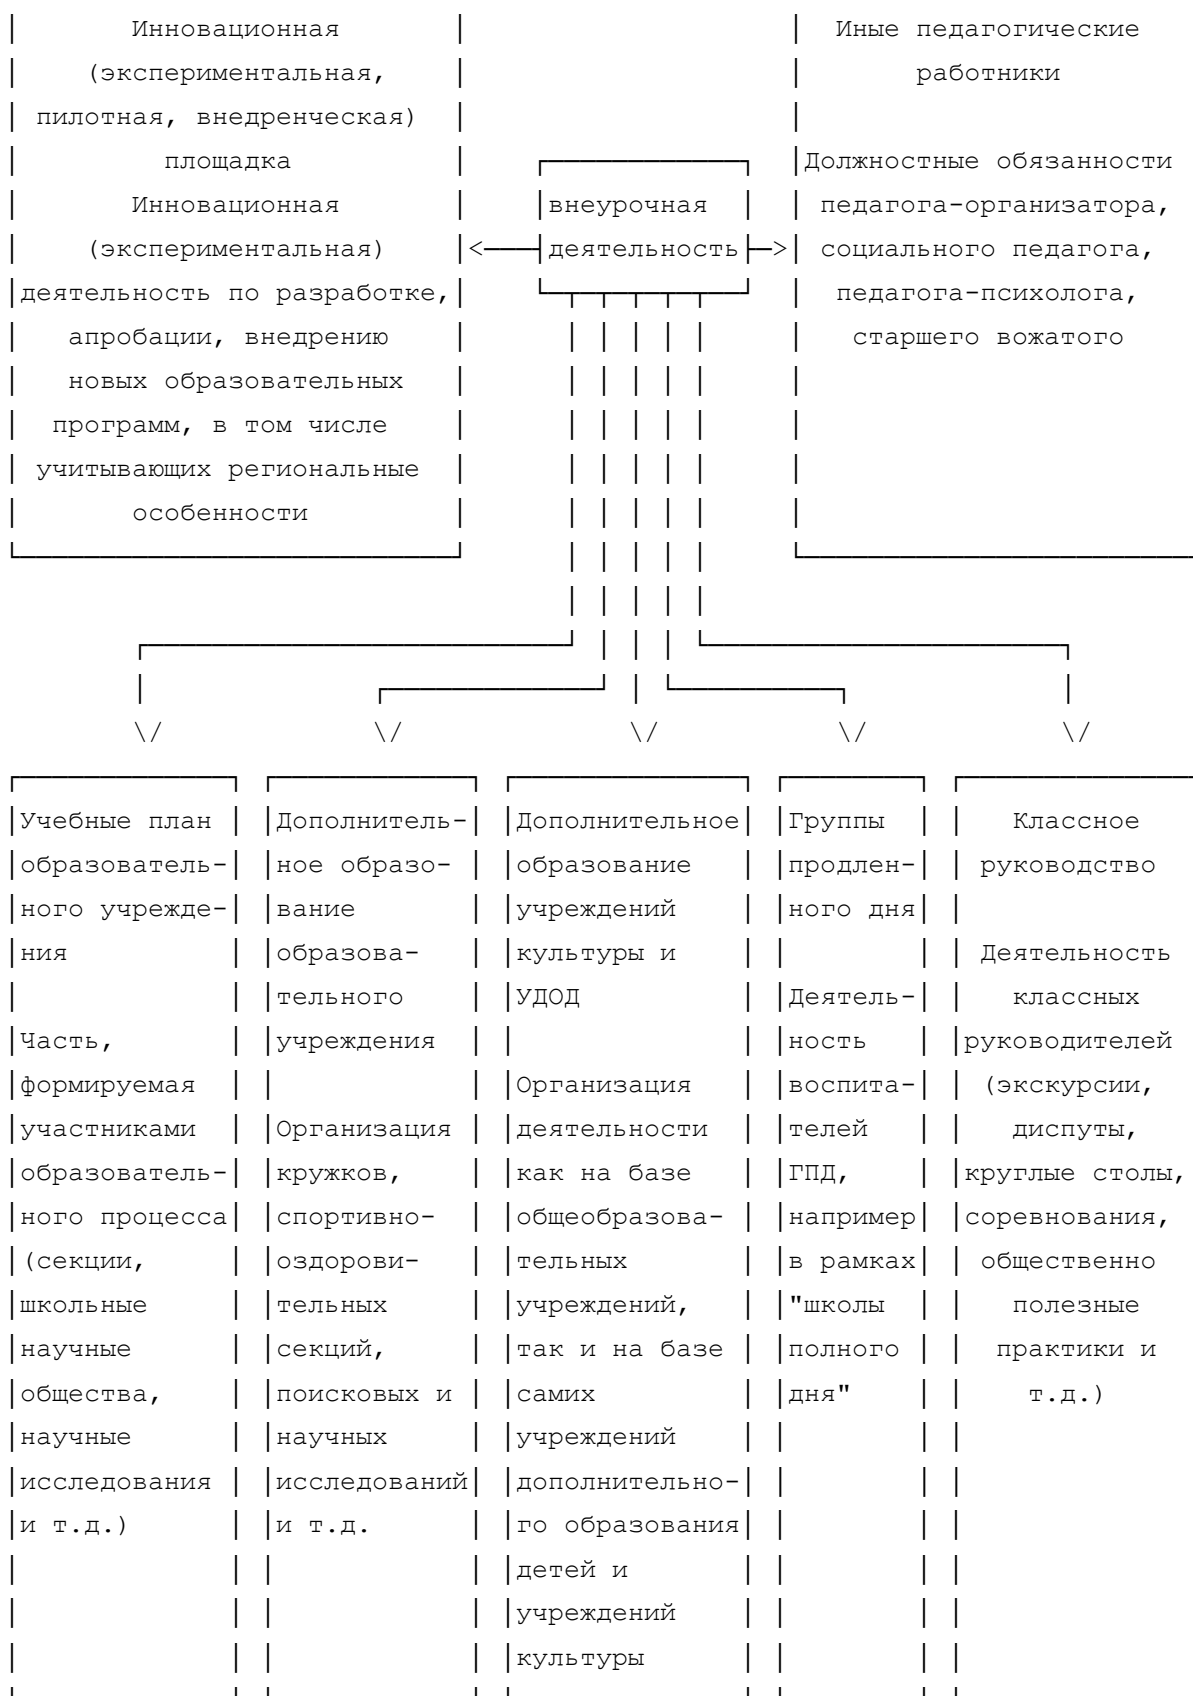 Инновационная
(экспериментальная,
пилотная, внедренческая)
площадка
Инновационная
(экспериментальная)
деятельность по разработке,
апробации, внедрению
новых образовательных
программ, в том числе
учитывающих региональные
особенности
внеурочная
деятельность
Иные педагогические
работники
Должностные обязанности
педагога-организатора,
социального педагога,
педагога-психолога,
старшего вожатого
Учебные план
образователь-
ного учрежде-
ния
Часть,
формируемая
участниками
образователь-
ного процесса
(секции,
школьные
научные
общества,
научные
исследования
и т.д.)
Дополнитель-
ное образо-
вание
образова-
тельного
учреждения
Организация
кружков,
спортивно-
оздорови-
тельных
секций,
поисковых и
научных
исследований
и т.д.
Дополнительное
образование
учреждений
культуры и
УДОД
Организация
деятельности
как на базе
общеобразова-
тельных
учреждений,
так и на базе
самих
учреждений
дополнительно-
го образования
детей и
учреждений
культуры
Группы
продлен-
ного дня
Деятель-
ность
воспита-
телей
ГПД,
например
в рамках
"школы
полного
дня"
Классное
руководство
Деятельность
классных
руководителей
(экскурсии,
диспуты,
круглые столы,
соревнования,
общественно
полезные
практики и
т.д.)